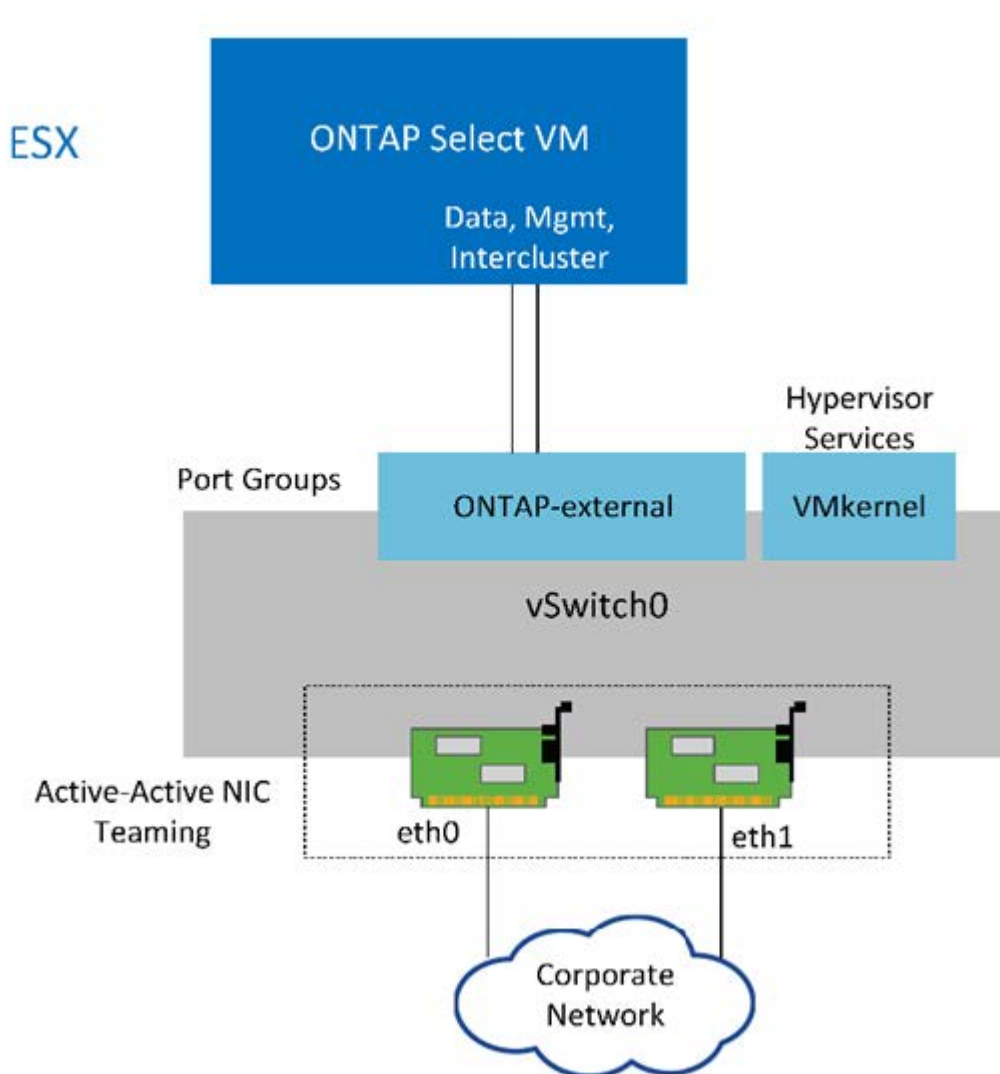 ESX
ONTAP Select VM
Data, Mgmt,
Intercluster
Hypervisor
Services
Port Groups
ONTAP-external
VMkernel
vSwitch0
Active-Active NIC
Teaming
eth0
eth1
Corporate
Network